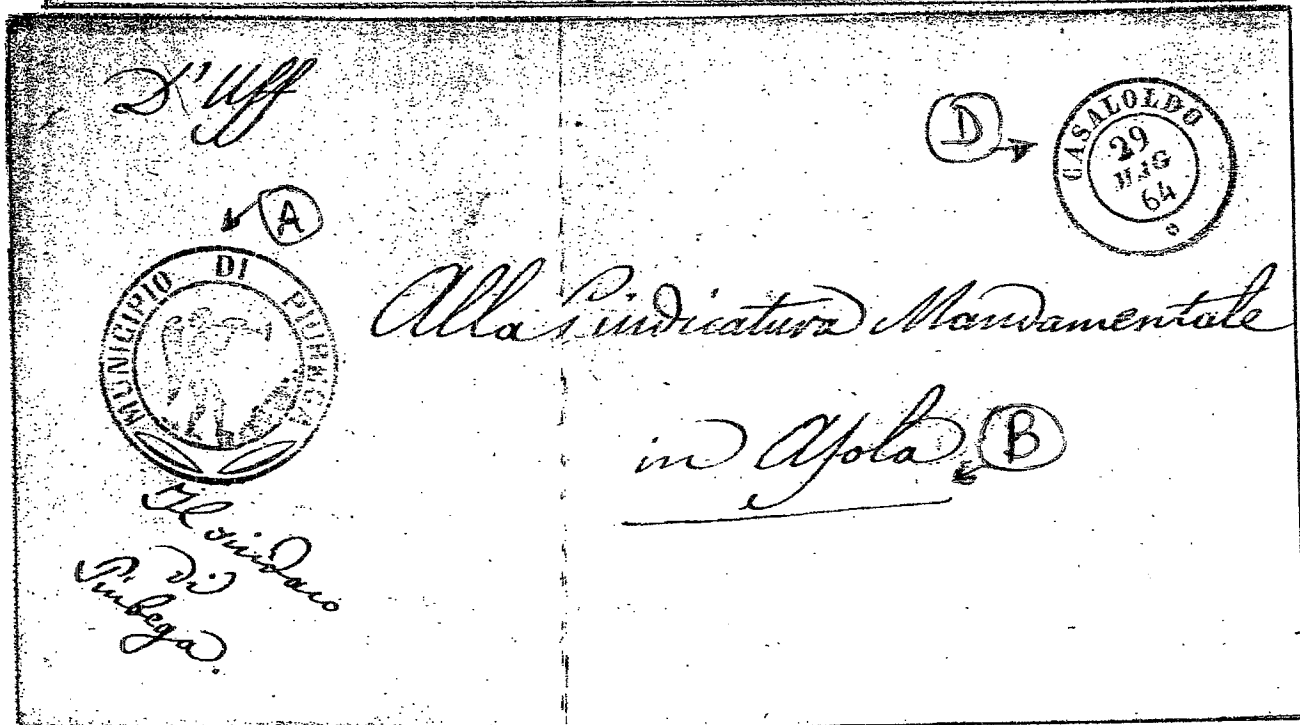 D'Uff
D
CASALOLDO
29
MAG
64
A
MUNICIPIO DI PIUBEGA
Alla Giudicatura Mandamentale
in Asola
B
Il sindaco
di
Piubega.